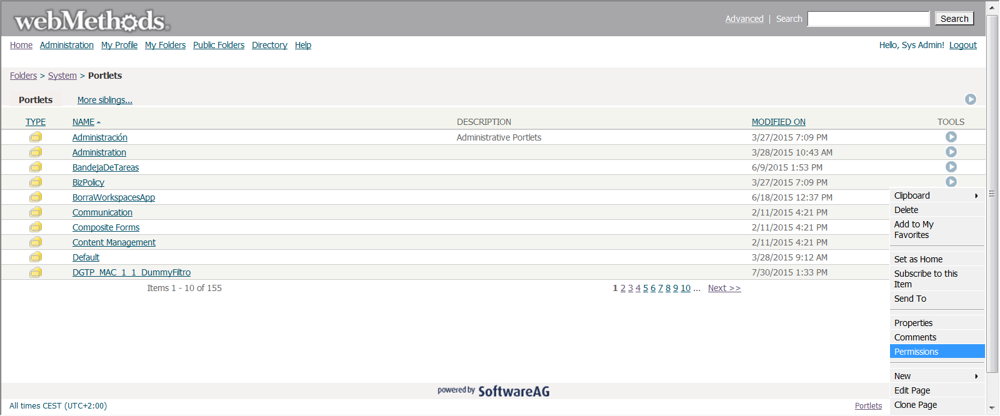 webMethods.
Advanced | Search Search
Home Administration My Profile My Folders Public Folders Directory Help Hello, Sys Admin! Logout
Folders > System > Portlets
Portlets More siblings...
TYPE NAME DESCRIPTION MODIFIED ON TOOLS
Administración Administrative Portlets 3/27/2015 7:09 PM
Administration 3/28/2015 10:43 AM
BandejaDeTareas 6/9/2015 1:53 PM
BizPolicy 3/27/2015 7:09 PM
BorraWorkspacesApp 6/18/2015 12:37 PM
Communication 2/11/2015 4:21 PM
Composite Forms 2/11/2015 4:21 PM
Content Management 2/11/2015 4:21 PM
Default 3/28/2015 9:12 AM
DGTP_MAC_1_1_DummyFiltro 7/30/2015 1:33 PM
Items 1 - 10 of 155 1 2 3 4 5 6 7 8 9 10 ... Next >>
Clipboard
Delete
Add to My
Favorites
Set as Home
Subscribe to this
Item
Send To
Properties
Comments
Permissions
New
Edit Page
Clone Page
powered by SoftwareAG
All times CEST (UTC+2:00) Portlets